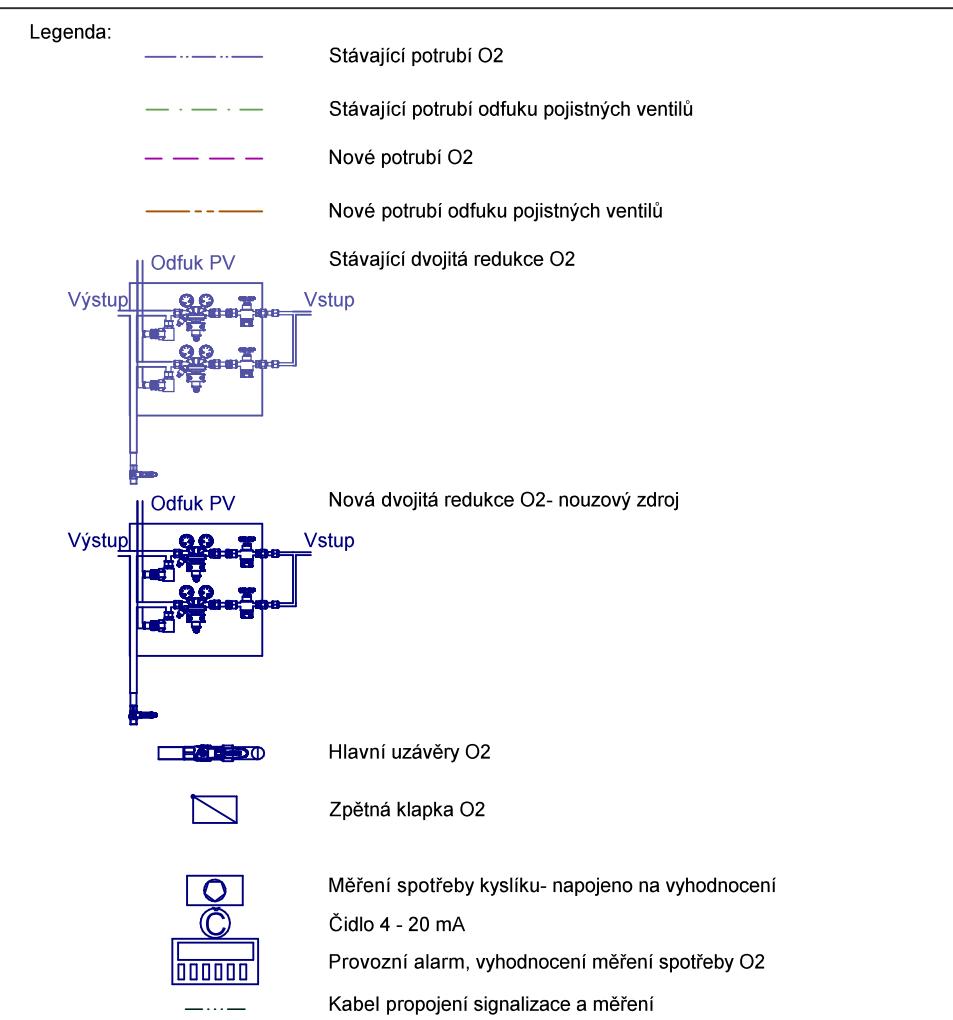 Legenda:
Stávající potrubí O2
Stávající potrubí odfuku pojistných ventilů
Nové potrubí O2
Nové potrubí odfuku pojistných ventilů
Stávající dvojitá redukce O2
Odfuk PV
Výstup
Vstup
Nová dvojitá redukce O2- nouzový zdroj
Odfuk PV
Výstup
Vstup
Hlavní uzávěry O2
Zpětná klapka O2
Měření spotřeby kyslíku- napojeno na vyhodnocení
C
Čidlo 4 - 20 mA
Provozní alarm, vyhodnocení měření spotřeby O2
Kabel propojení signalizace a měření